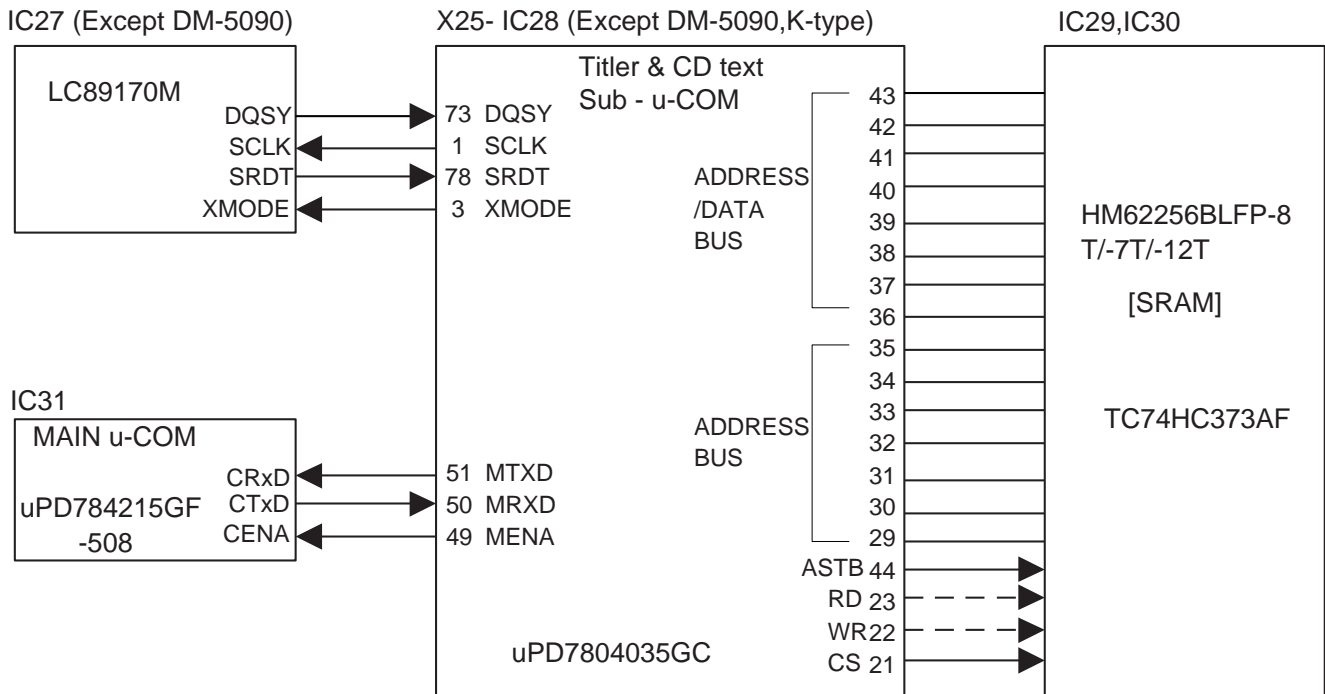 IC27 (Except DM-5090)
X25- IC28 (Except DM-5090,K-type)
IC29,IC30
LC89170M
DQSY
SCLK
SRDT
XMODE
Titler & CD text
Sub - u-COM
73 DQSY
1 SCLK
78 SRDT
3 XMODE
ADDRESS
/DATA
BUS
43
42
41
40
39
38
37
36
35
34
33
32
31
30
29
ADDRESS
BUS
ASTB 44
RD 23
WR22
CS 21
HM62256BLFP-8
T/-7T/-12T
[SRAM]
TC74HC373AF
IC31
MAIN u-COM
uPD784215GF
-508
CRxD
CTxD
CENA
51 MTXD
50 MRXD
49 MENA
uPD7804035GC